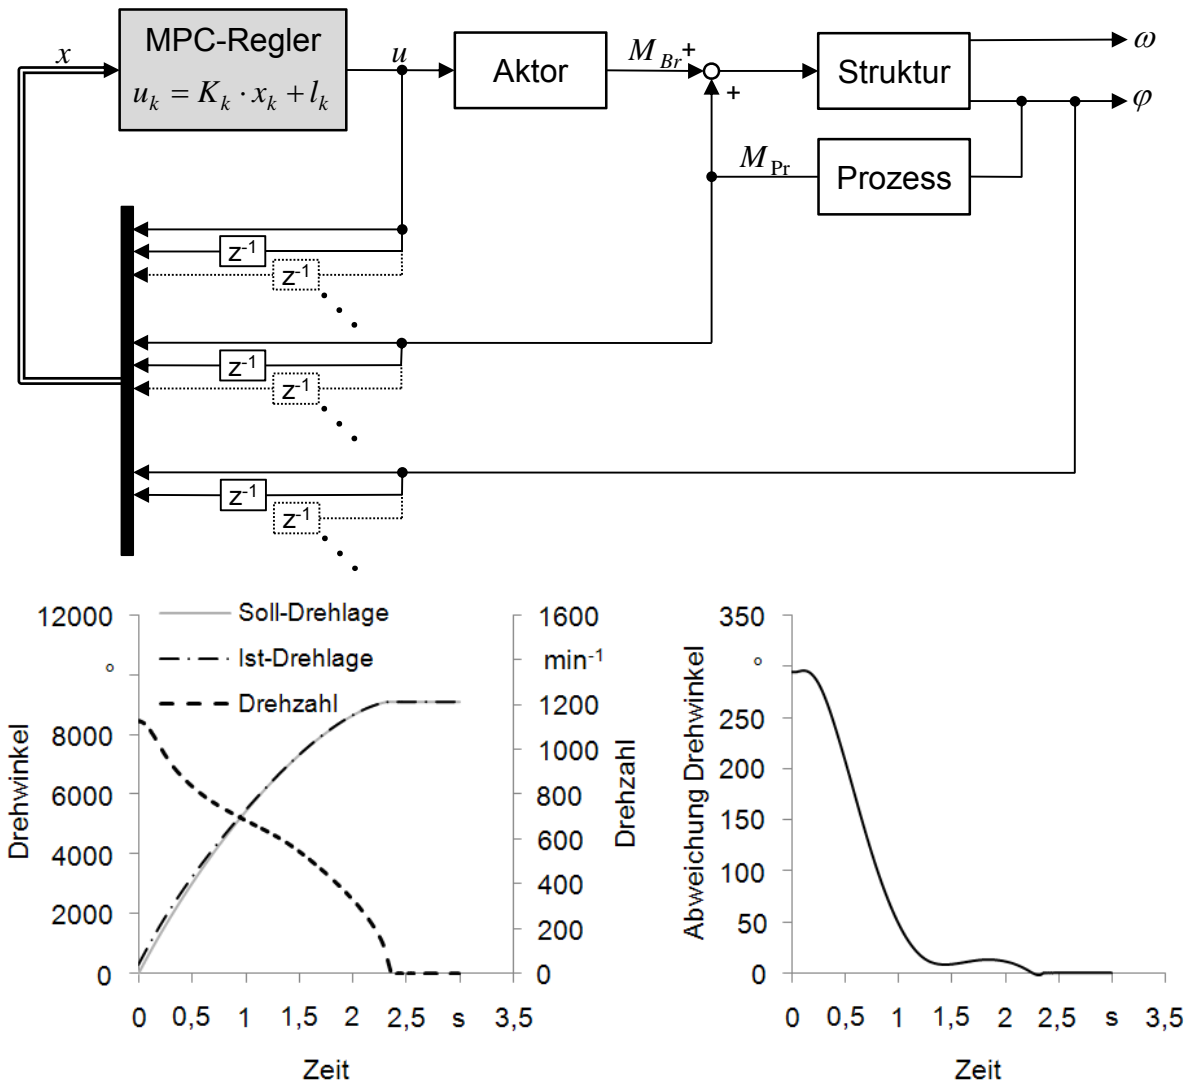 x
MPC-Regler
u_k = K_k · x_k + l_k
u
Aktor
M_Br
+
+
Struktur
ω
φ
M_Pr
Prozess
z⁻¹
z⁻¹
z⁻¹
z⁻¹
z⁻¹
z⁻¹
12000
°
8000
6000
4000
2000
0
Drehwinkel
Soll-Drehlage
Ist-Drehlage
Drehzahl
1600
min⁻¹
1200
1000
800
600
400
200
0
Drehzahl
0 0,5 1 1,5 2 2,5 s 3,5
Zeit
350
°
250
200
150
100
50
0
Abweichung Drehwinkel
0 0,5 1 1,5 2 2,5 s 3,5
Zeit